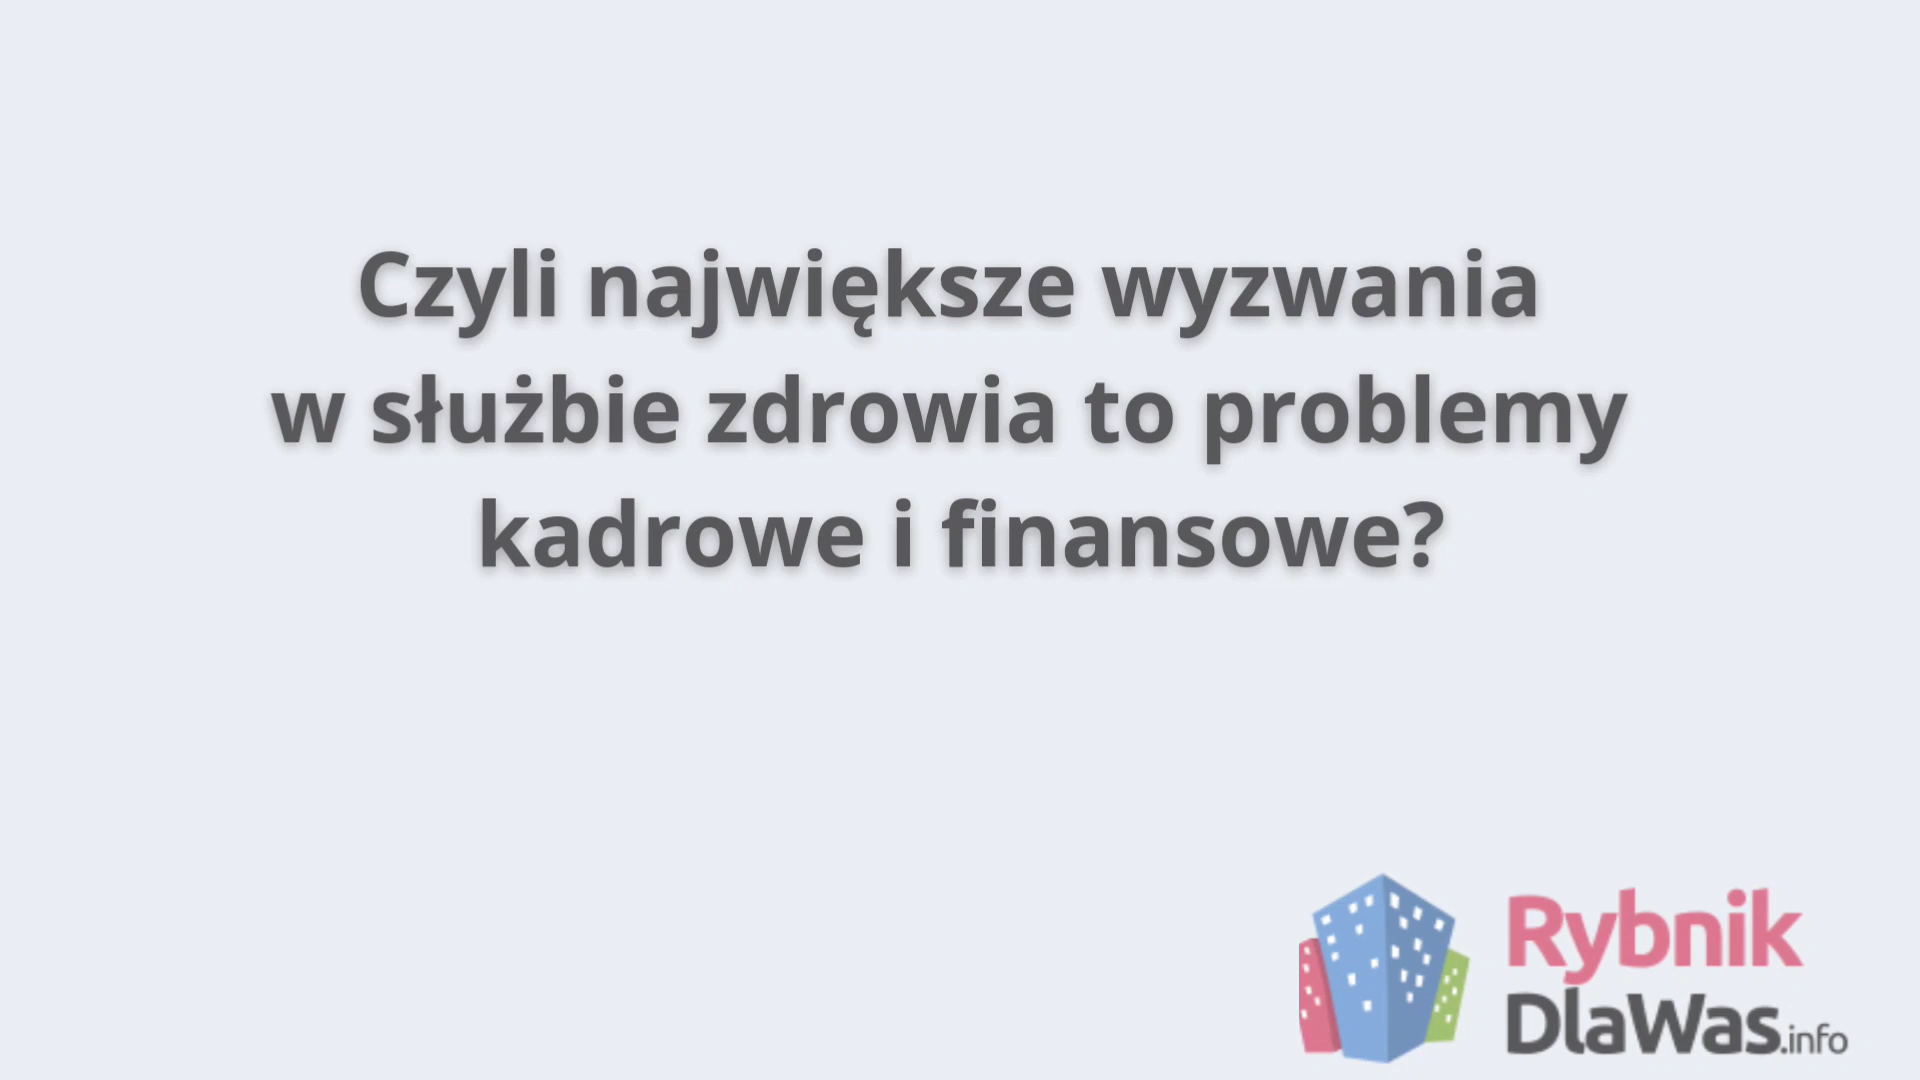 Czyli największe wyzwania
w służbie zdrowia to problemy
kadrowe i finansowe?
Rybnik
DlaWas.info